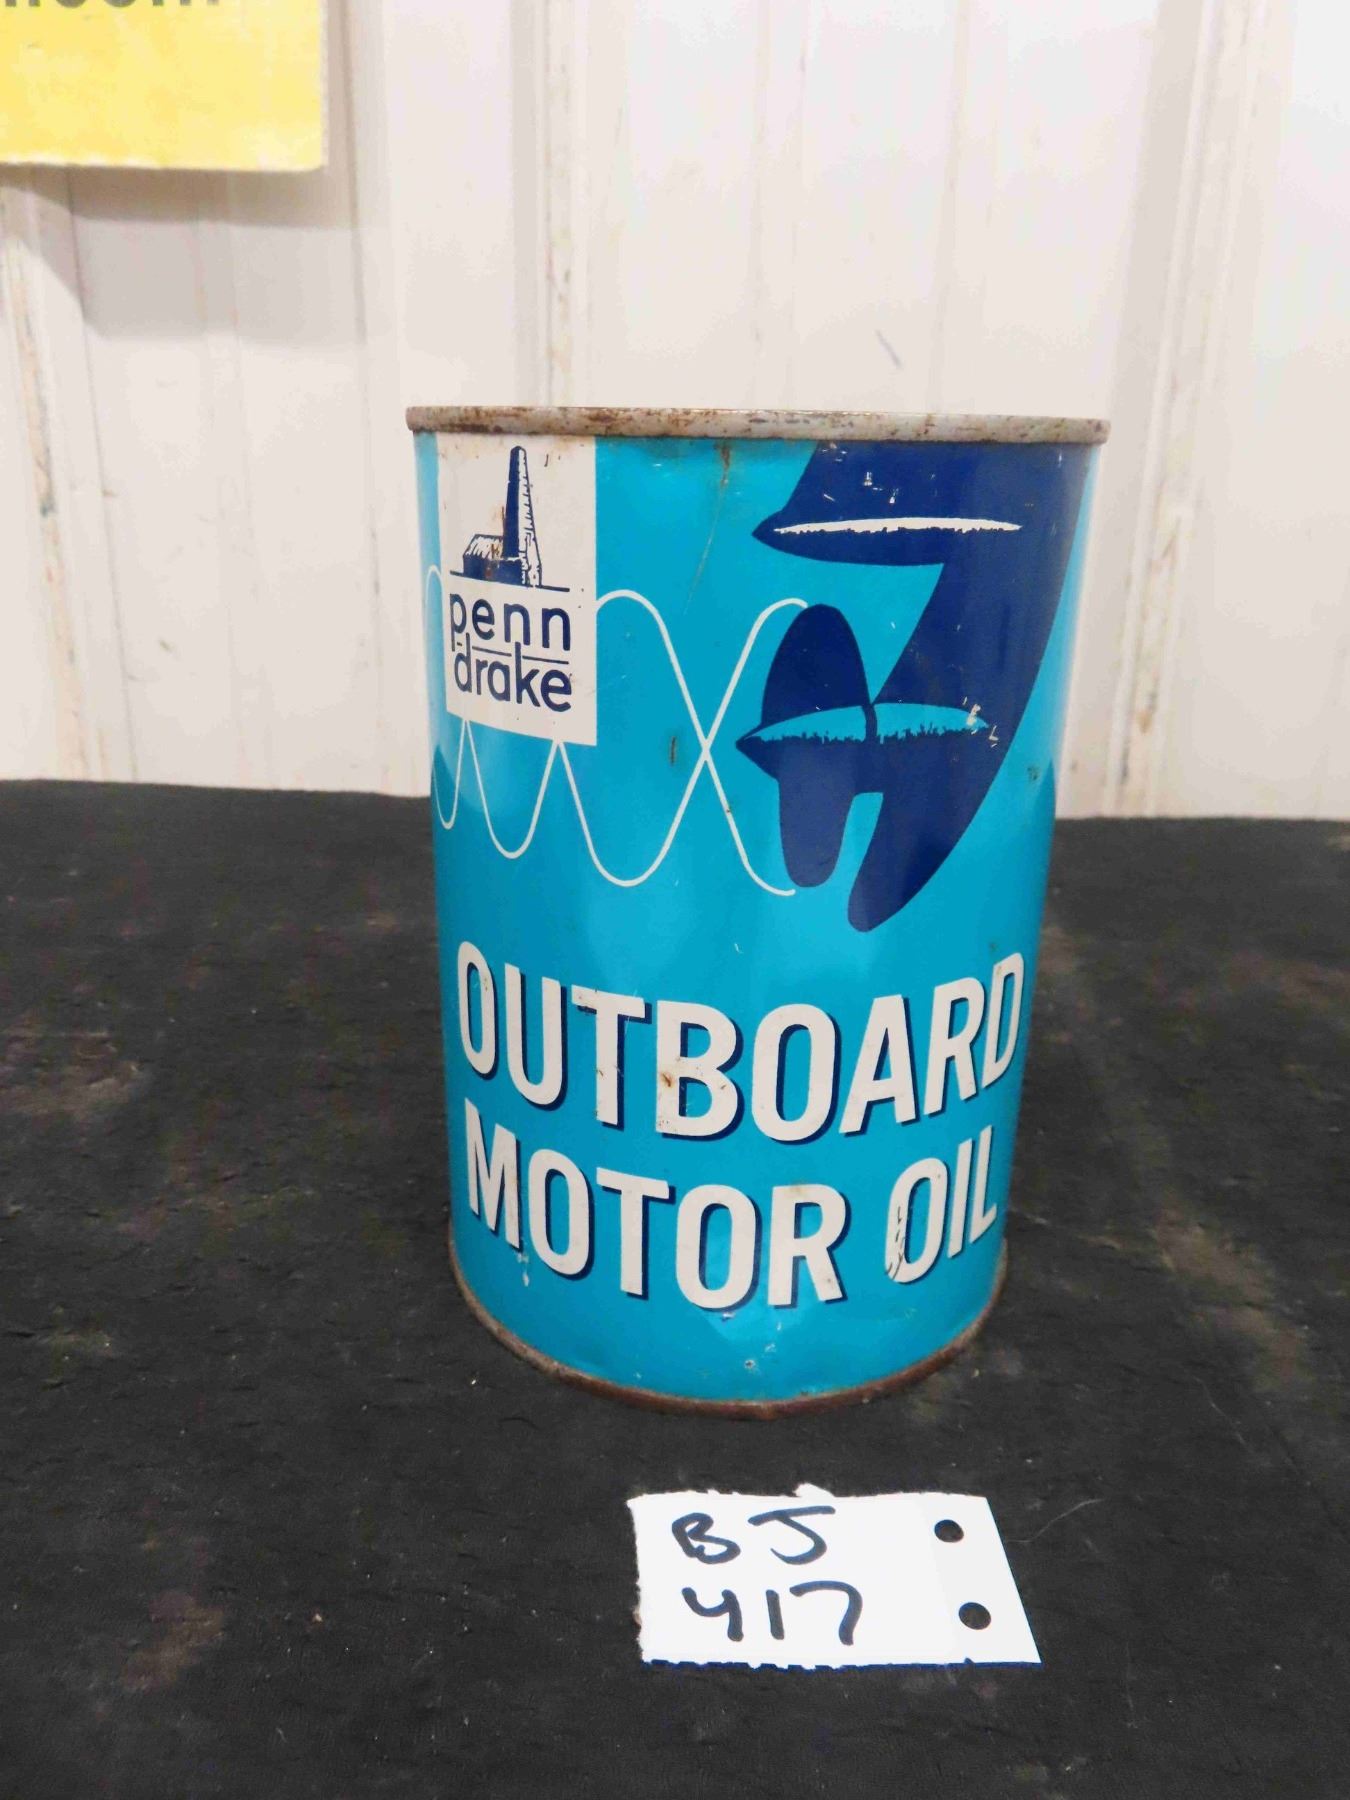 penn
drake
OUTBOARD
MOTOR OIL
BJ
417